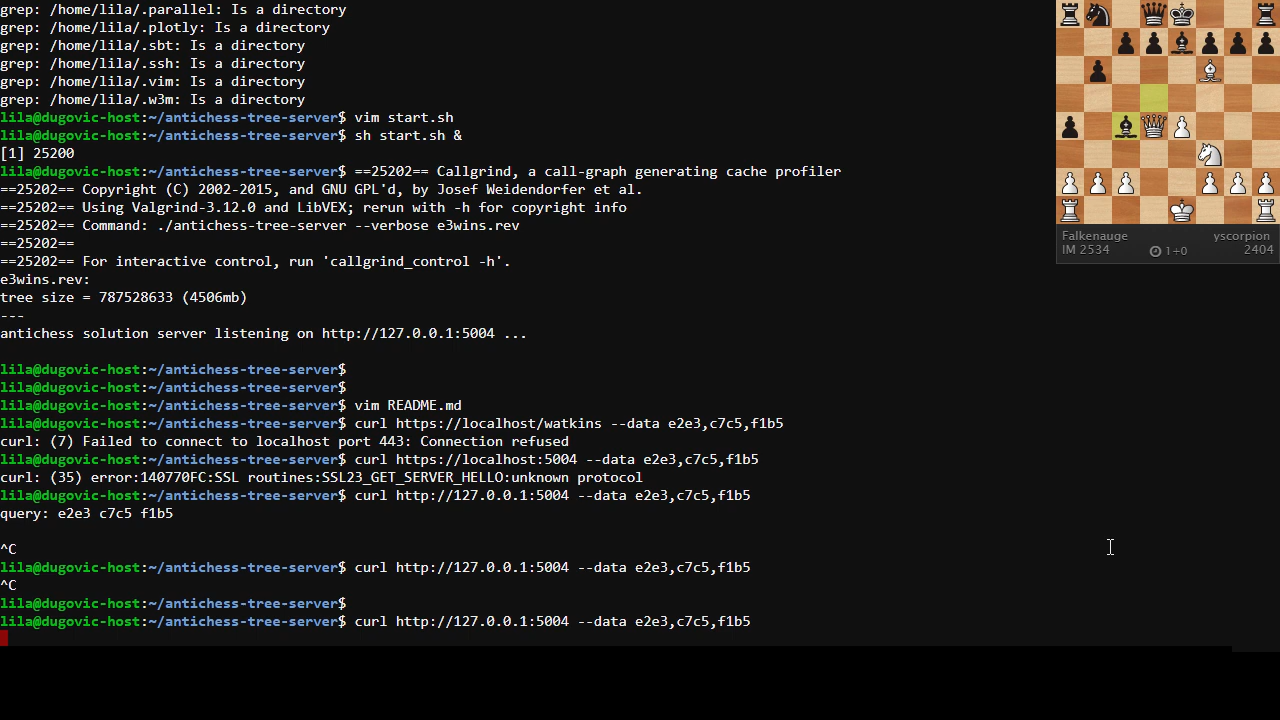 grep: /home/lila/.parallel: Is a directory
grep: /home/lila/.plotly: Is a directory
grep: /home/lila/.sbt: Is a directory
grep: /home/lila/.ssh: Is a directory
grep: /home/lila/.vim: Is a directory
grep: /home/lila/.w3m: Is a directory
lila@dugovic-host:~/antichess-tree-server$ vim start.sh
lila@dugovic-host:~/antichess-tree-server$ sh start.sh &
[1] 25200
lila@dugovic-host:~/antichess-tree-server$ ==25202== Callgrind, a call-graph generating cache profiler
==25202== Copyright (C) 2002-2015, and GNU GPL'd, by Josef Weidendorfer et al.
==25202== Using Valgrind-3.12.0 and LibVEX; rerun with -h for copyright info
==25202== Command: ./antichess-tree-server --verbose e3wins.rev
==25202==
==25202== For interactive control, run 'callgrind_control -h'.
e3wins.rev:
tree size = 787528633 (4506mb)
---
antichess solution server listening on http://127.0.0.1:5004 ...
lila@dugovic-host:~/antichess-tree-server$
lila@dugovic-host:~/antichess-tree-server$
lila@dugovic-host:~/antichess-tree-server$ vim README.md
lila@dugovic-host:~/antichess-tree-server$ curl https://localhost/watkins --data e2e3,c7c5,f1b5
curl: (7) Failed to connect to localhost port 443: Connection refused
lila@dugovic-host:~/antichess-tree-server$ curl https://localhost:5004 --data e2e3,c7c5,f1b5
curl: (35) error:140770FC:SSL routines:SSL23_GET_SERVER_HELLO:unknown protocol
lila@dugovic-host:~/antichess-tree-server$ curl http://127.0.0.1:5004 --data e2e3,c7c5,f1b5
query: e2e3 c7c5 f1b5
^C
lila@dugovic-host:~/antichess-tree-server$ curl http://127.0.0.1:5004 --data e2e3,c7c5,f1b5
^C
lila@dugovic-host:~/antichess-tree-server$
lila@dugovic-host:~/antichess-tree-server$ curl http://127.0.0.1:5004 --data e2e3,c7c5,f1b5
Falkenauge yscorpion
IM 2534 1+0 2404